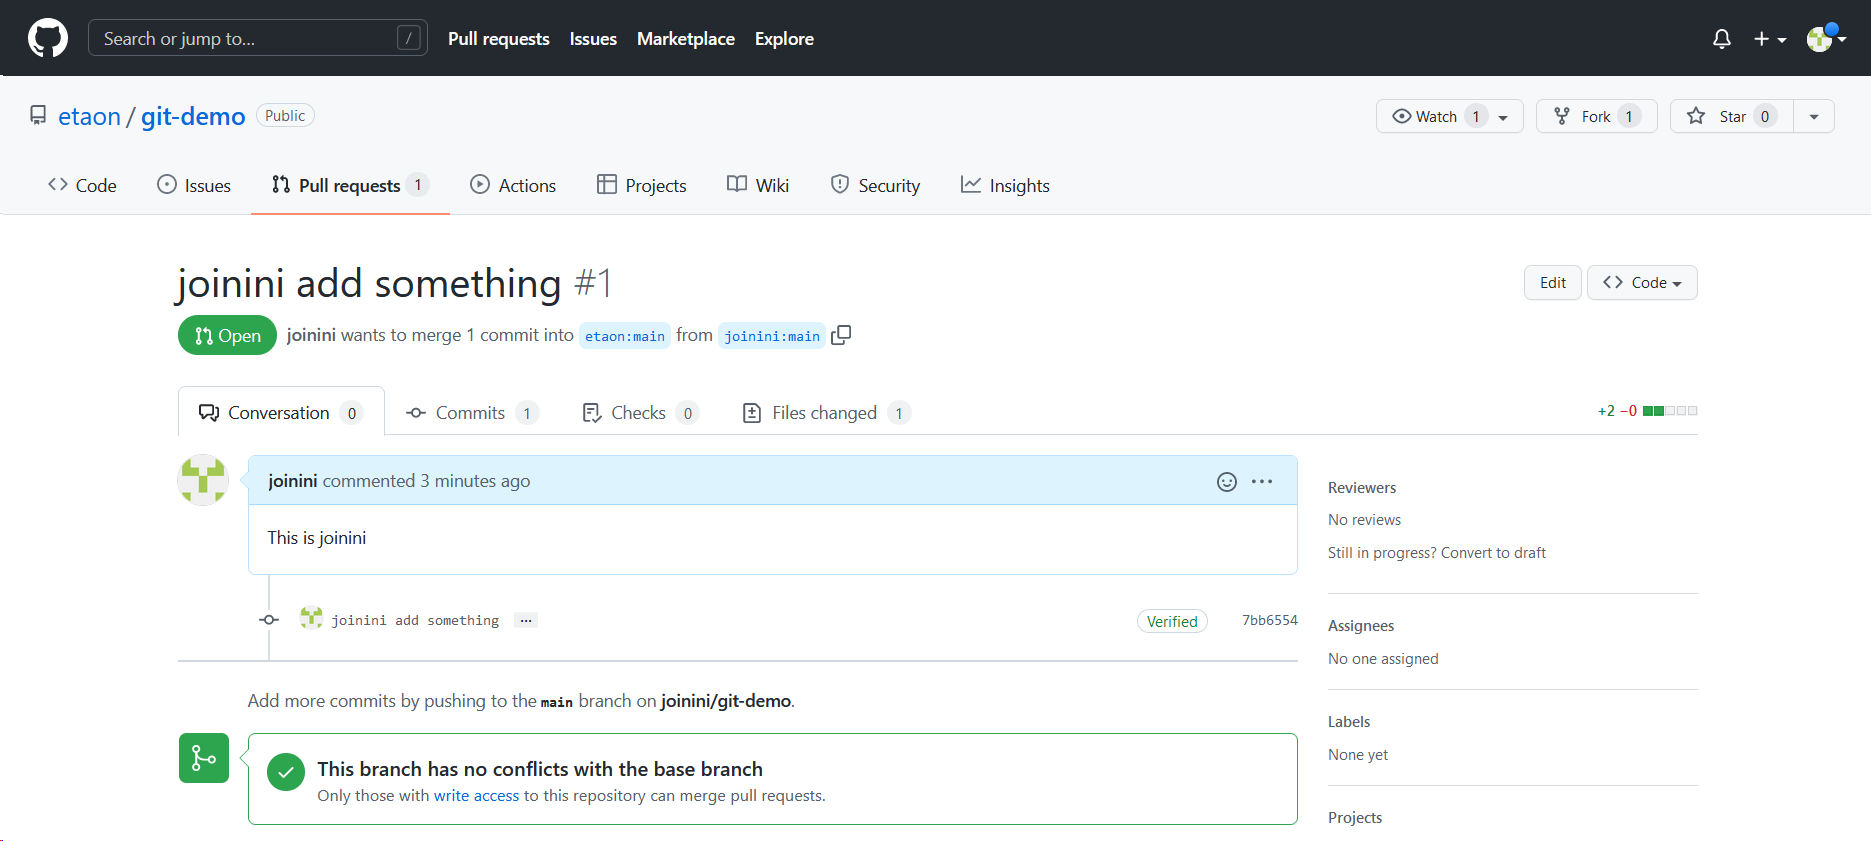 Search or jump to... /
Pull requests Issues Marketplace Explore
etaon / git-demo Public
Watch 1 Fork 1 Star 0
Code Issues Pull requests 1 Actions Projects Wiki Security Insights
joinini add something #1
Edit Code
Open joinini wants to merge 1 commit into etaon:main from joinini:main
Conversation 0 Commits 1 Checks 0 Files changed 1
+2 −0
joinini commented 3 minutes ago
This is joinini
joinini add something ...
Verified 7bb6554
Add more commits by pushing to the main branch on joinini/git-demo.
This branch has no conflicts with the base branch
Only those with write access to this repository can merge pull requests.
Reviewers
No reviews
Still in progress? Convert to draft
Assignees
No one assigned
Labels
None yet
Projects